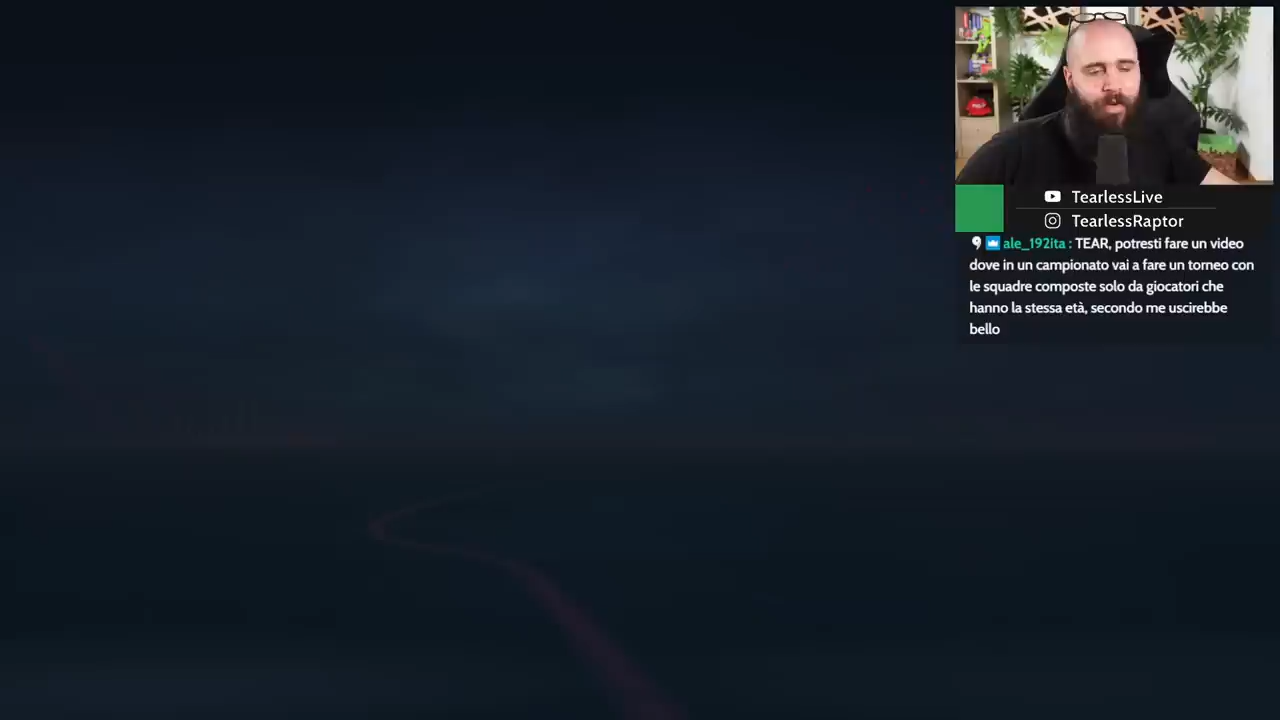 TearlessLive
TearlessRaptor
ale_192ita : TEAR, potresti fare un video
dove in un campionato vai a fare un torneo con
le squadre composte solo da giocatori che
hanno la stessa età, secondo me uscirebbe
bello